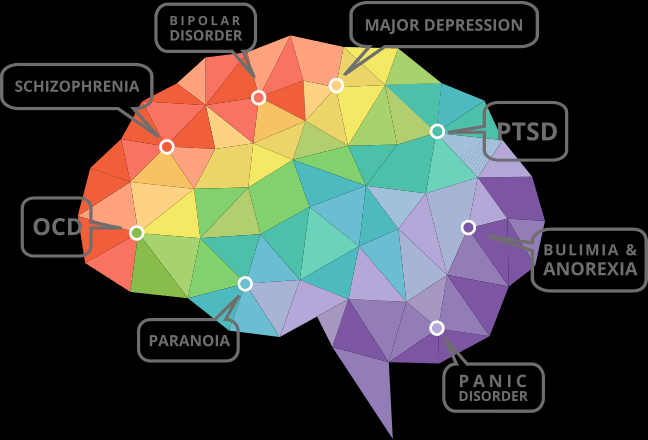 BIPOLAR
DISORDER
MAJOR DEPRESSION
SCHIZOPHRENIA
PTSD
OCD
BULIMIA &
ANOREXIA
PARANOIA
PANIC
DISORDER